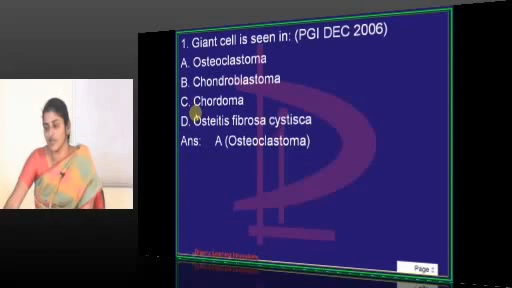 1. Giant cell is seen in: (PGI DEC 2006)
A. Osteoclastoma
B. Chondroblastoma
C. Chordoma
D. Osteitis fibrosa cystisca
Ans: A (Osteoclastoma)
Page